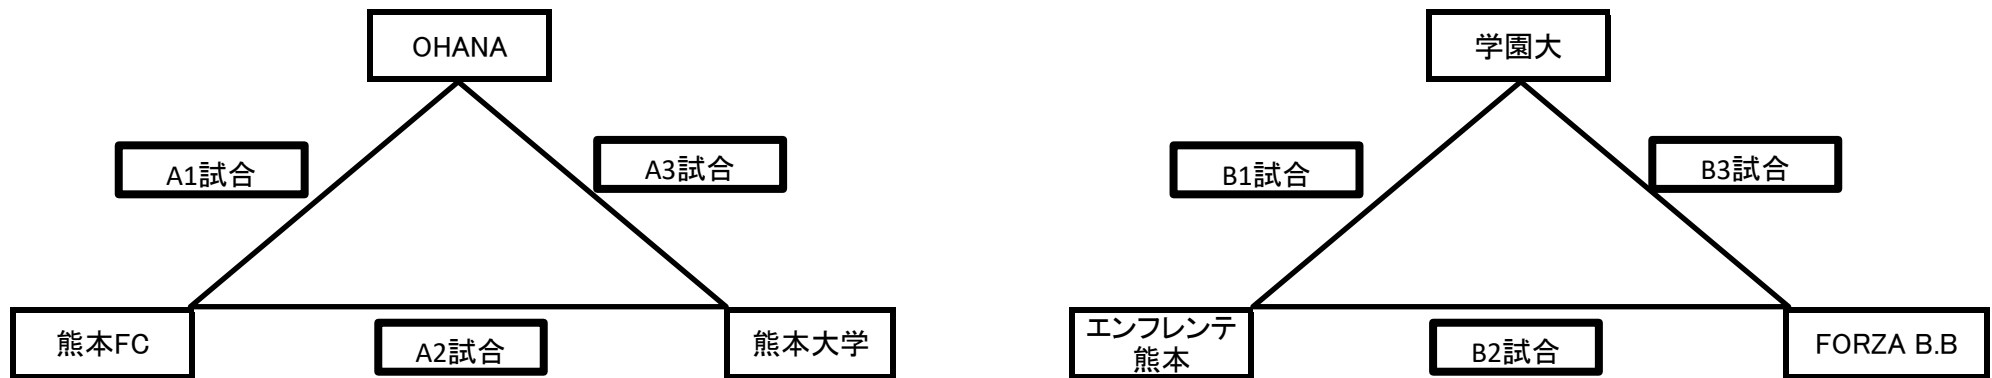 OHANA
A1試合
A3試合
熊本FC
A2試合
熊本大学
学園大
B1試合
B3試合
エンフレンテ
熊本
B2試合
FORZA B.B